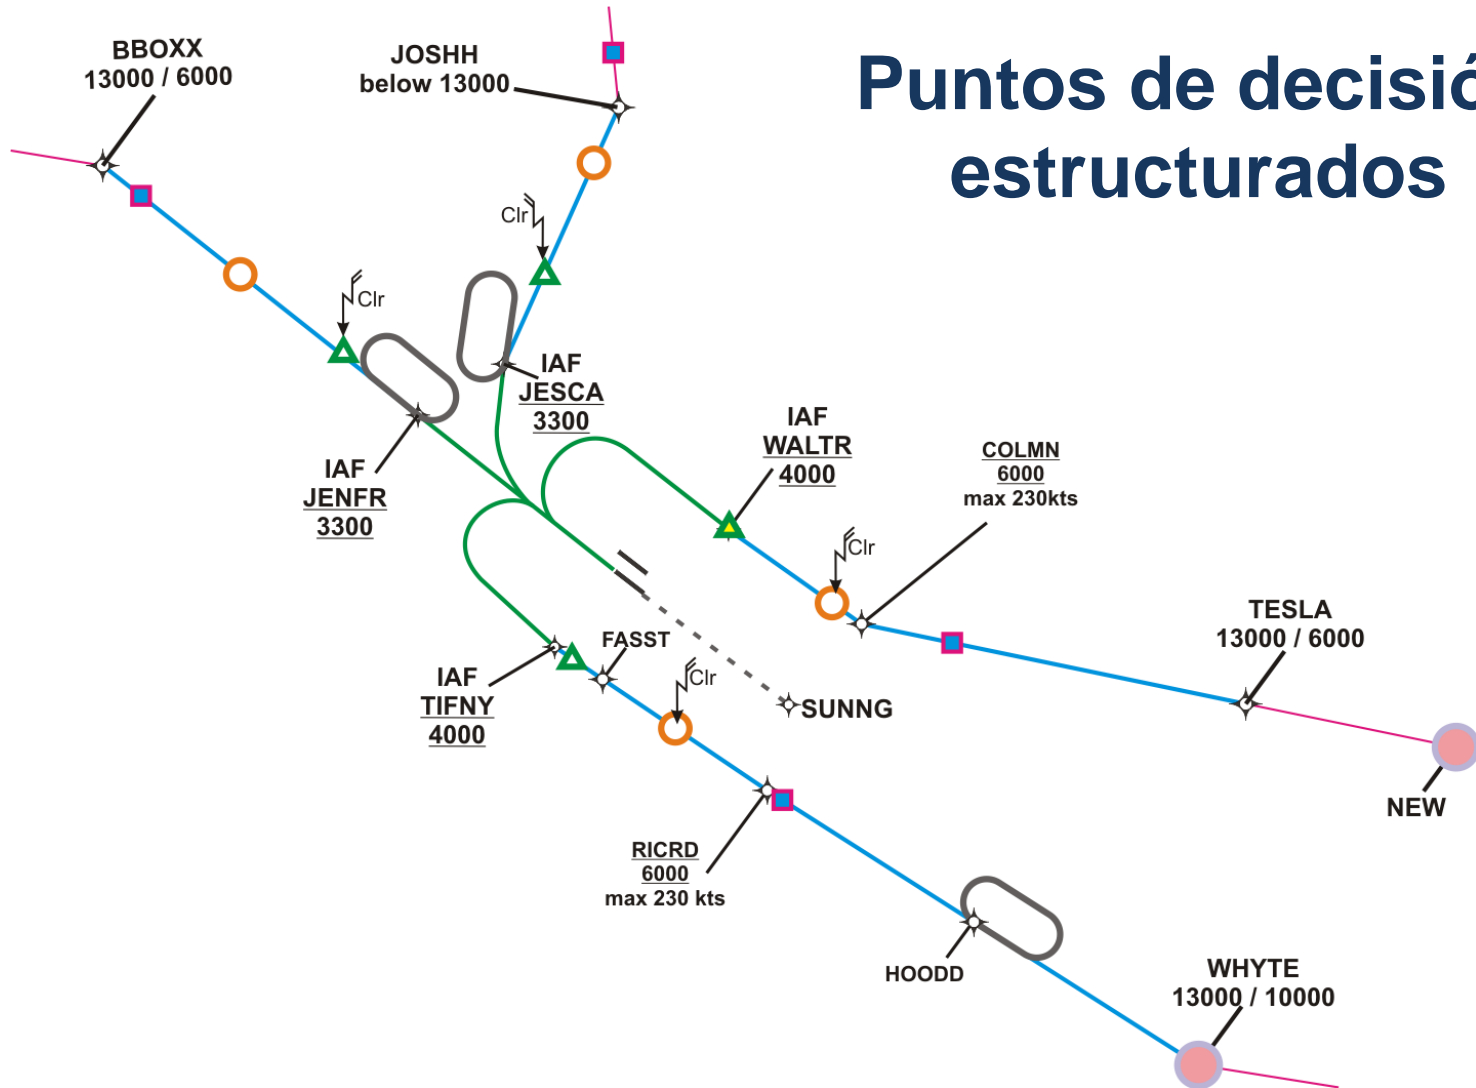 Puntos de decisió
estructurados
BBOXX
13000 / 6000
JOSHH
below 13000
Clr
Clr
IAF
JESCA
3300
IAF
JENFR
3300
IAF
WALTR
4000
COLMN
6000
max 230kts
Clr
TESLA
13000 / 6000
FASST
IAF
TIFNY
4000
Clr
SUNNG
NEW
RICRD
6000
max 230 kts
HOODD
WHYTE
13000 / 10000